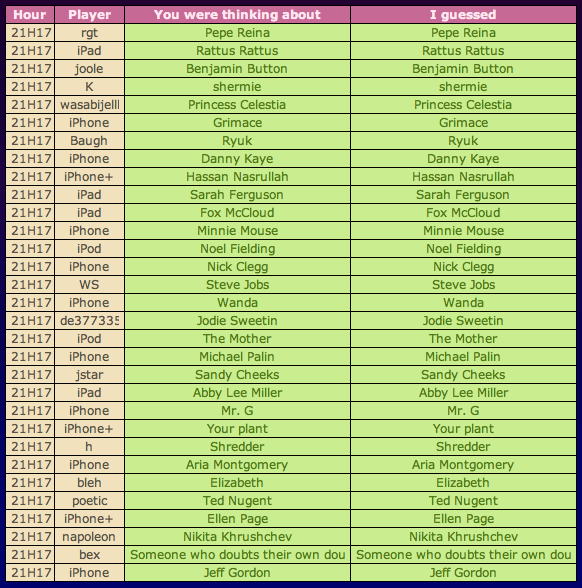 Hour Player You were thinking about I guessed
21H17 rgt Pepe Reina Pepe Reina
21H17 iPad Rattus Rattus Rattus Rattus
21H17 joole Benjamin Button Benjamin Button
21H17 K shermie shermie
21H17 wasabijelll Princess Celestia Princess Celestia
21H17 iPhone Grimace Grimace
21H17 Baugh Ryuk Ryuk
21H17 iPhone Danny Kaye Danny Kaye
21H17 iPhone+ Hassan Nasrullah Hassan Nasrullah
21H17 iPad Sarah Ferguson Sarah Ferguson
21H17 iPad Fox McCloud Fox McCloud
21H17 iPhone Minnie Mouse Minnie Mouse
21H17 iPod Noel Fielding Noel Fielding
21H17 iPhone Nick Clegg Nick Clegg
21H17 WS Steve Jobs Steve Jobs
21H17 iPhone Wanda Wanda
21H17 de377335 Jodie Sweetin Jodie Sweetin
21H17 iPod The Mother The Mother
21H17 iPhone Michael Palin Michael Palin
21H17 jstar Sandy Cheeks Sandy Cheeks
21H17 iPad Abby Lee Miller Abby Lee Miller
21H17 iPhone Mr. G Mr. G
21H17 iPhone+ Your plant Your plant
21H17 h Shredder Shredder
21H17 iPhone Aria Montgomery Aria Montgomery
21H17 bleh Elizabeth Elizabeth
21H17 poetic Ted Nugent Ted Nugent
21H17 iPhone+ Ellen Page Ellen Page
21H17 napoleon Nikita Khrushchev Nikita Khrushchev
21H17 bex Someone who doubts their own dou Someone who doubts their own dou
21H17 iPhone Jeff Gordon Jeff Gordon